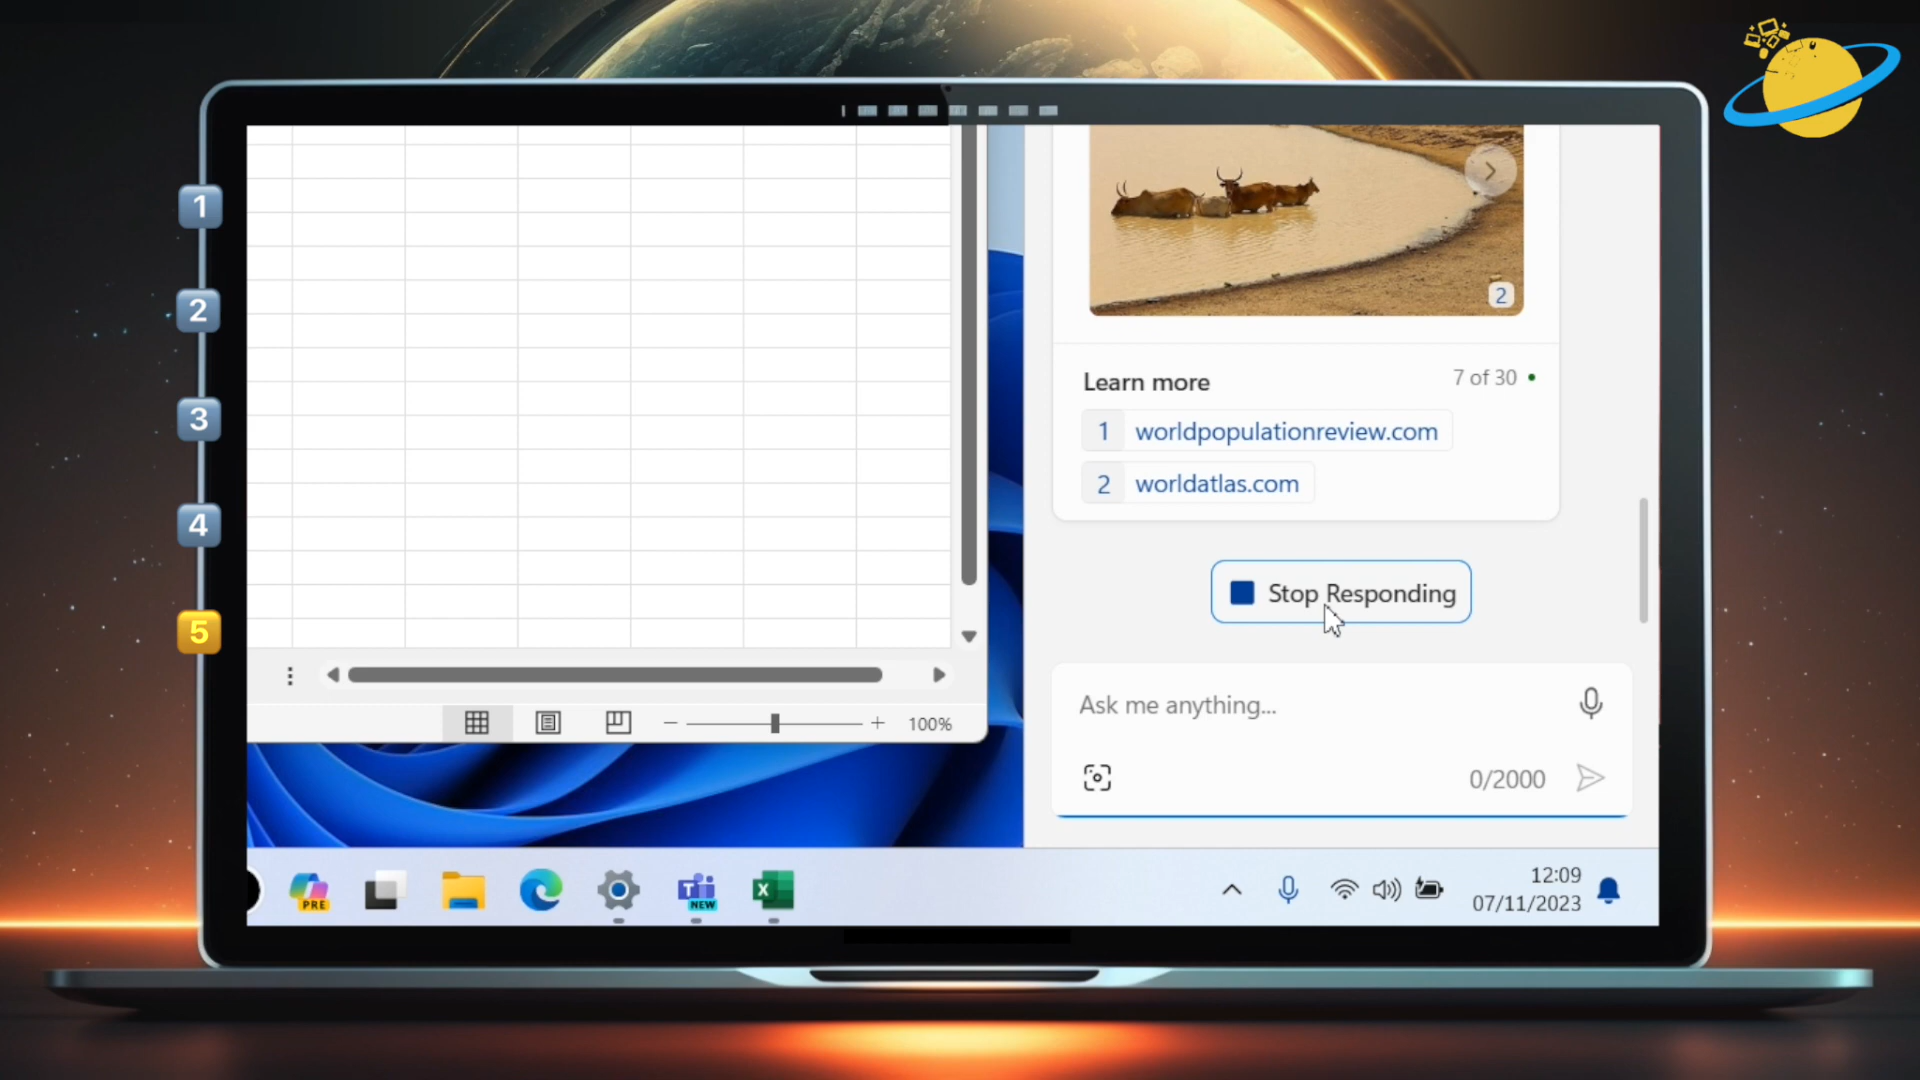 1
2
3
4
5
2
Learn more
7 of 30
1 worldpopulationreview.com
2 worldatlas.com
Stop Responding
Ask me anything...
0/2000
100%
PRE
T
NEW
X
12:09
07/11/2023